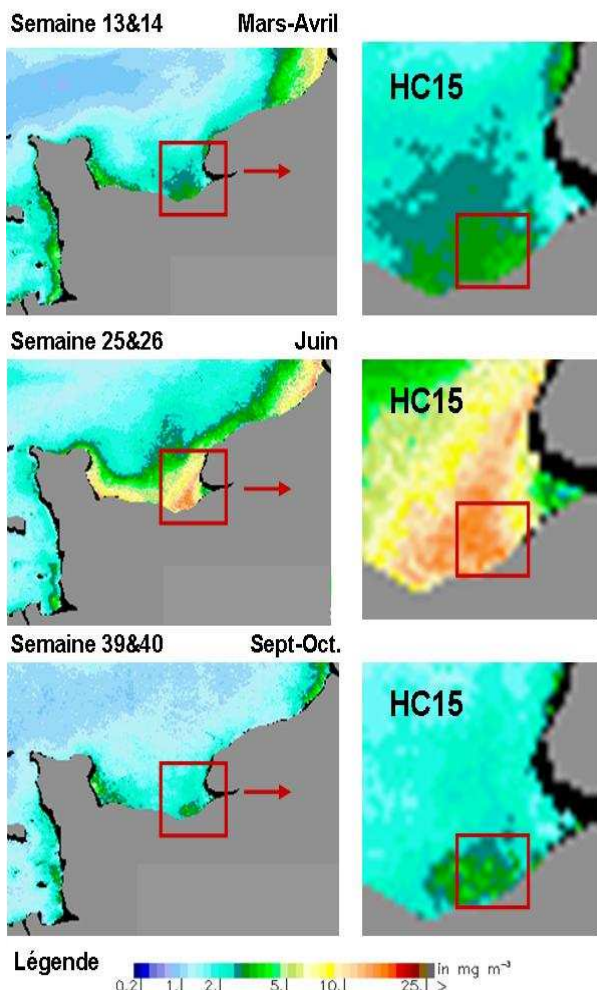 Semaine 13&14 Mars-Avril
HC15
Semaine 25&26 Juin
HC15
Semaine 39&40 Sept-Oct.
HC15
Légende
in mg m⁻³
0.2 1. 2. 5. 10. 25. >